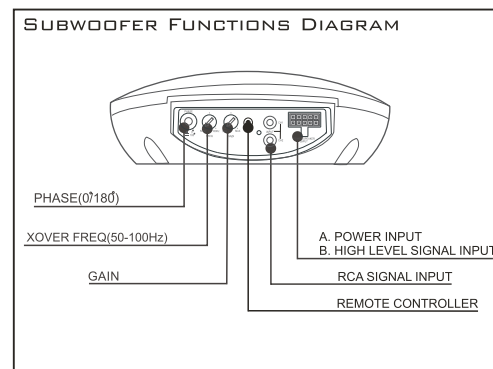 SUBWOOFER FUNCTIONS DIAGRAM
PHASE(0°/180°)
XOVER FREQ(50-100Hz)
GAIN
A. POWER INPUT
B. HIGH LEVEL SIGNAL INPUT
RCA SIGNAL INPUT
REMOTE CONTROLLER